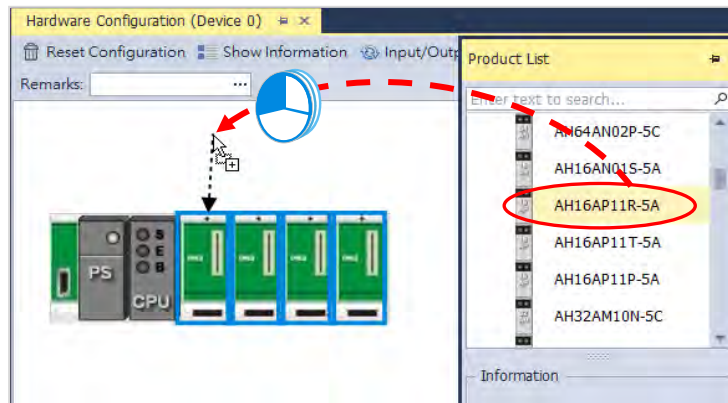 Hardware Configuration (Device 0)
Reset Configuration Show Information Input/Outp
Remarks: ...
PS
CPU
S
E
B
Product List
Enter text to search...
AH64AN02P-5C
AH16AN01S-5A
AH16AP11R-5A
AH16AP11T-5A
AH16AP11P-5A
AH32AM10N-5C
Information